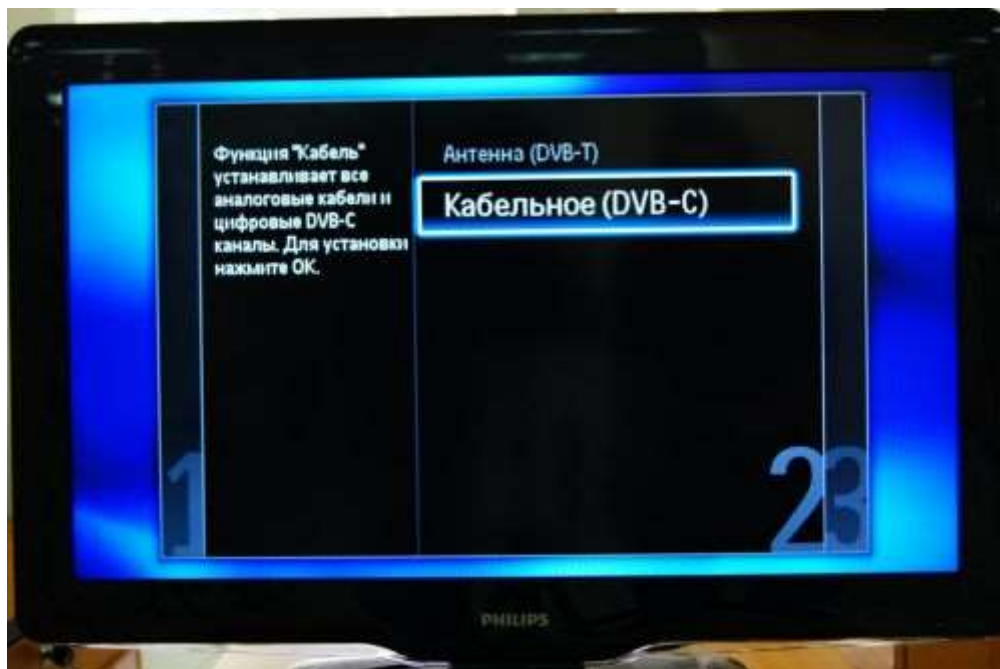 Функция "Кабель"
устанавливает все
аналоговые кабели и
цифровые DVB-C
каналы. Для установки
нажмите ОК.
Антенна (DVB-T)
Кабельное (DVB-C)
1
2
3
PHILIPS